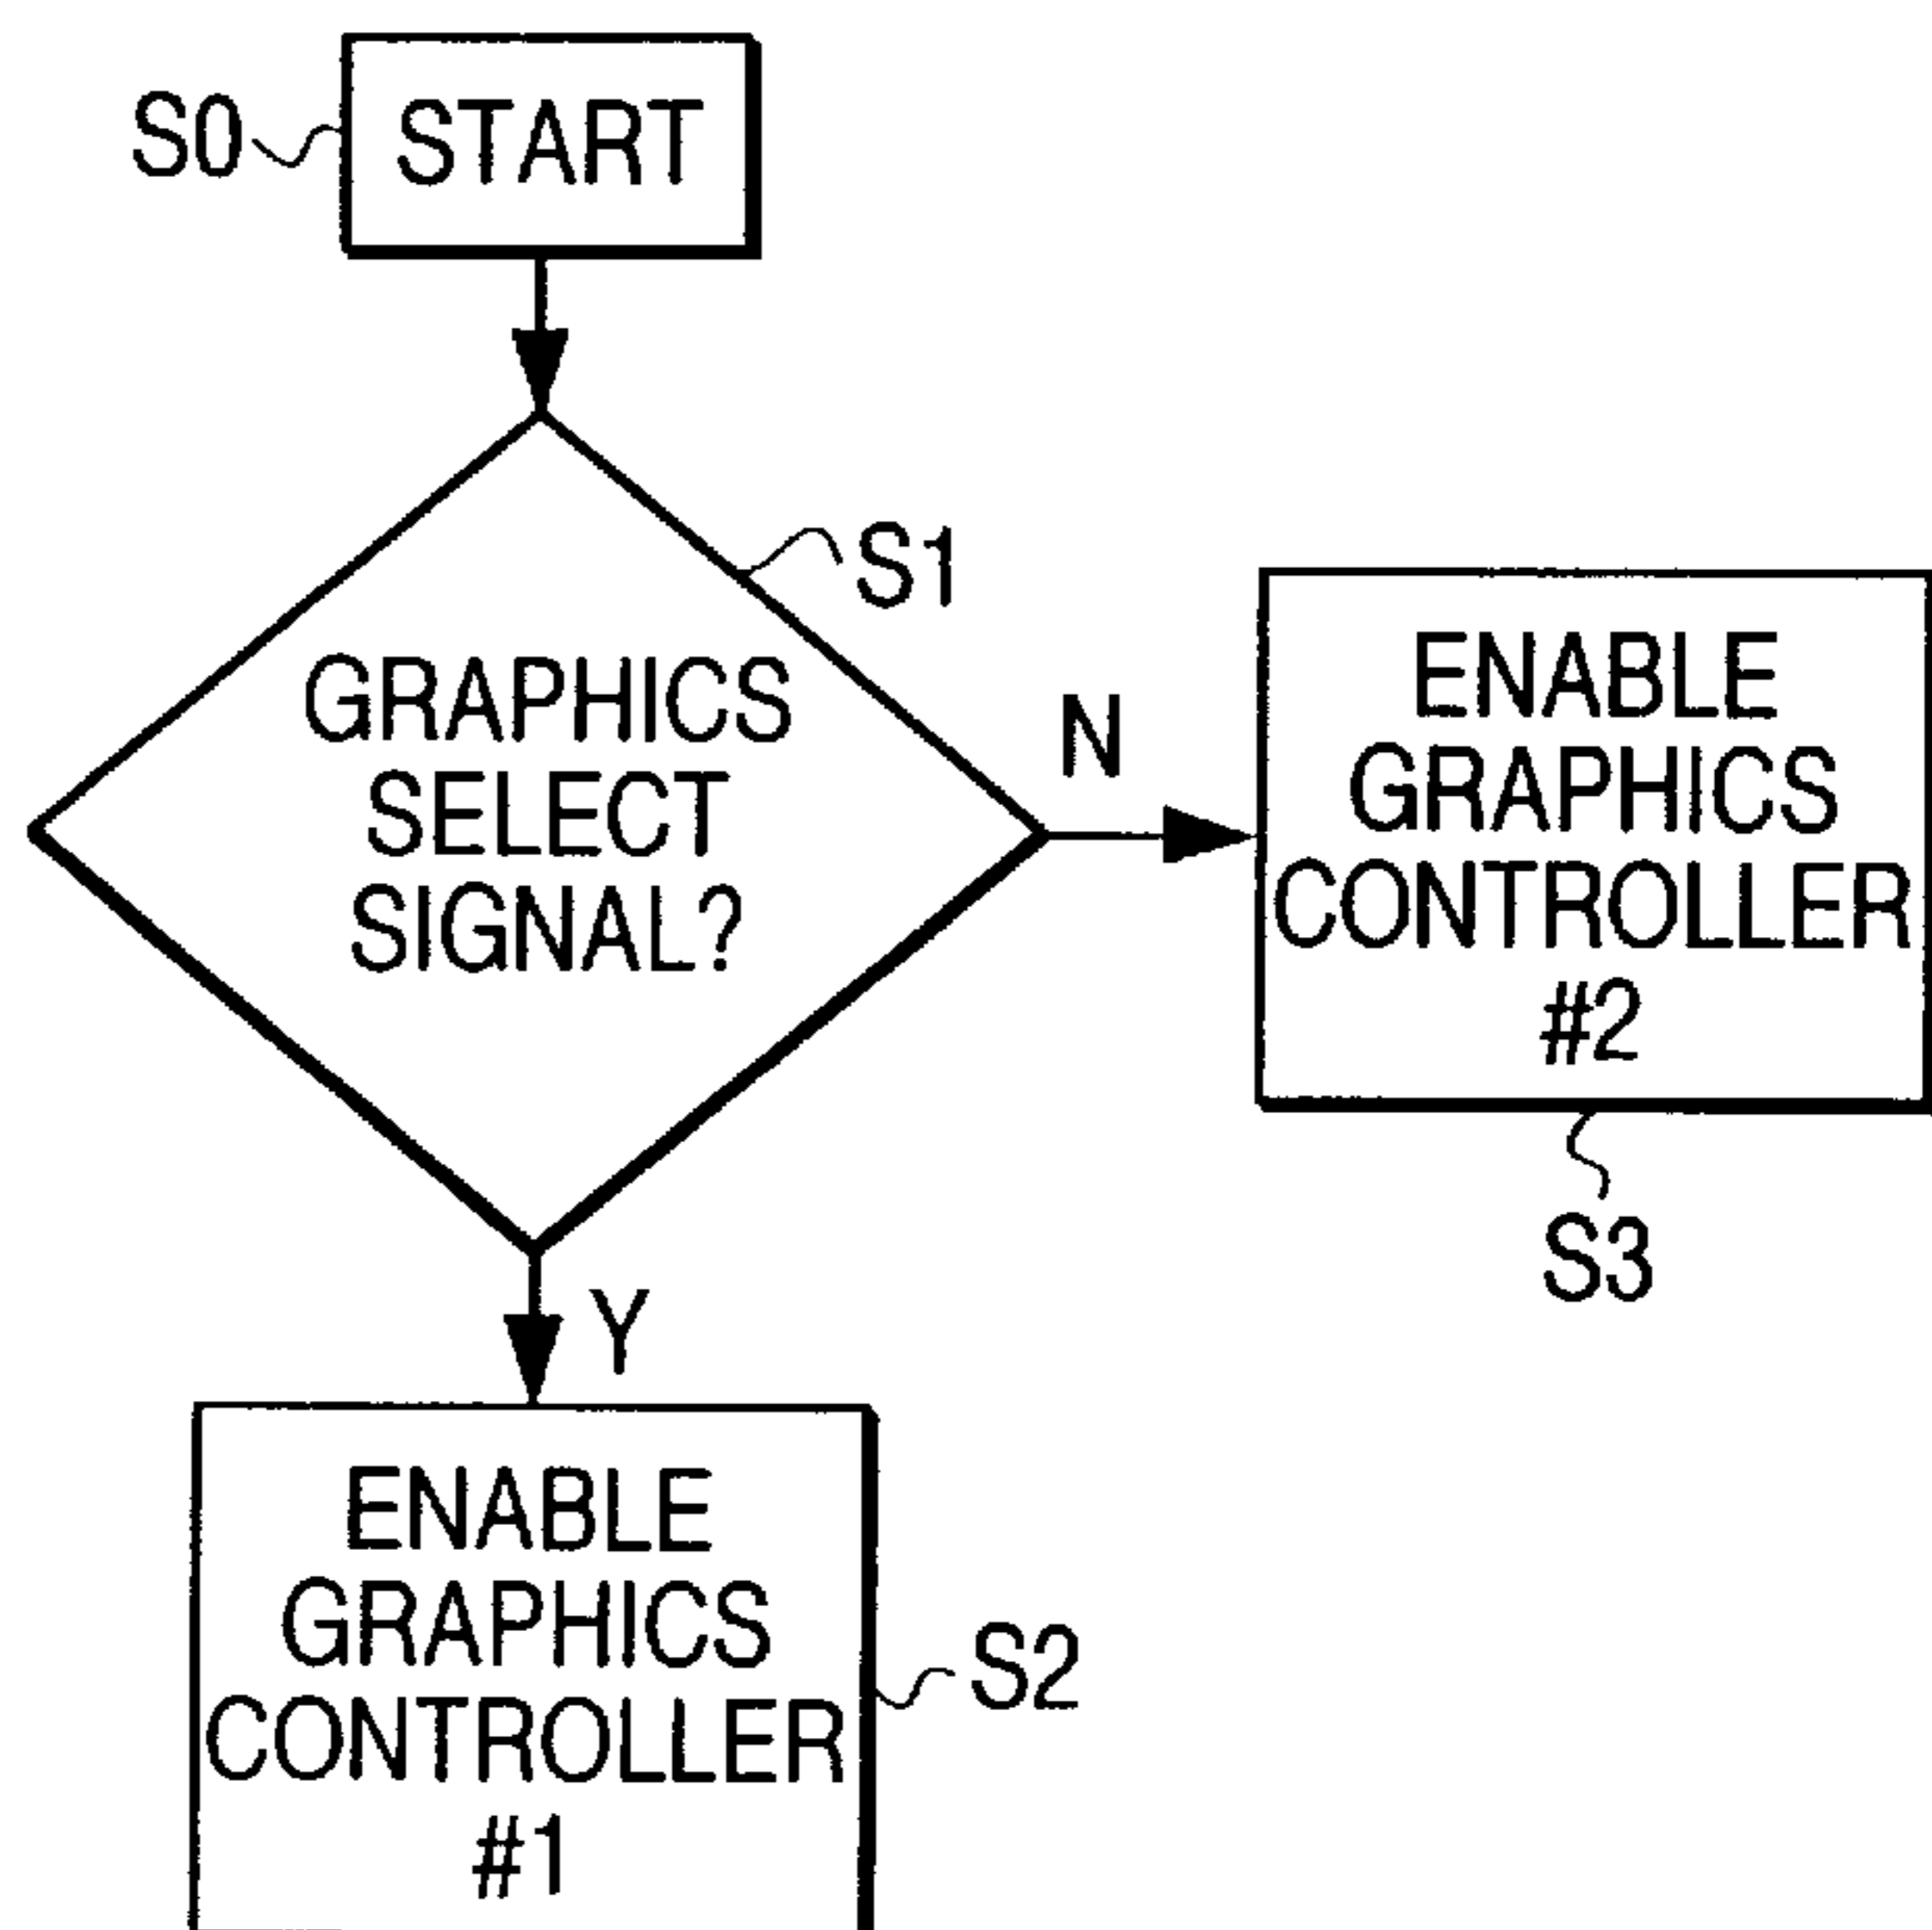 S0
START
S1
GRAPHICS
SELECT
SIGNAL?
N
ENABLE
GRAPHICS
CONTROLLER
#2
S3
Y
ENABLE
GRAPHICS
CONTROLLER
#1
S2